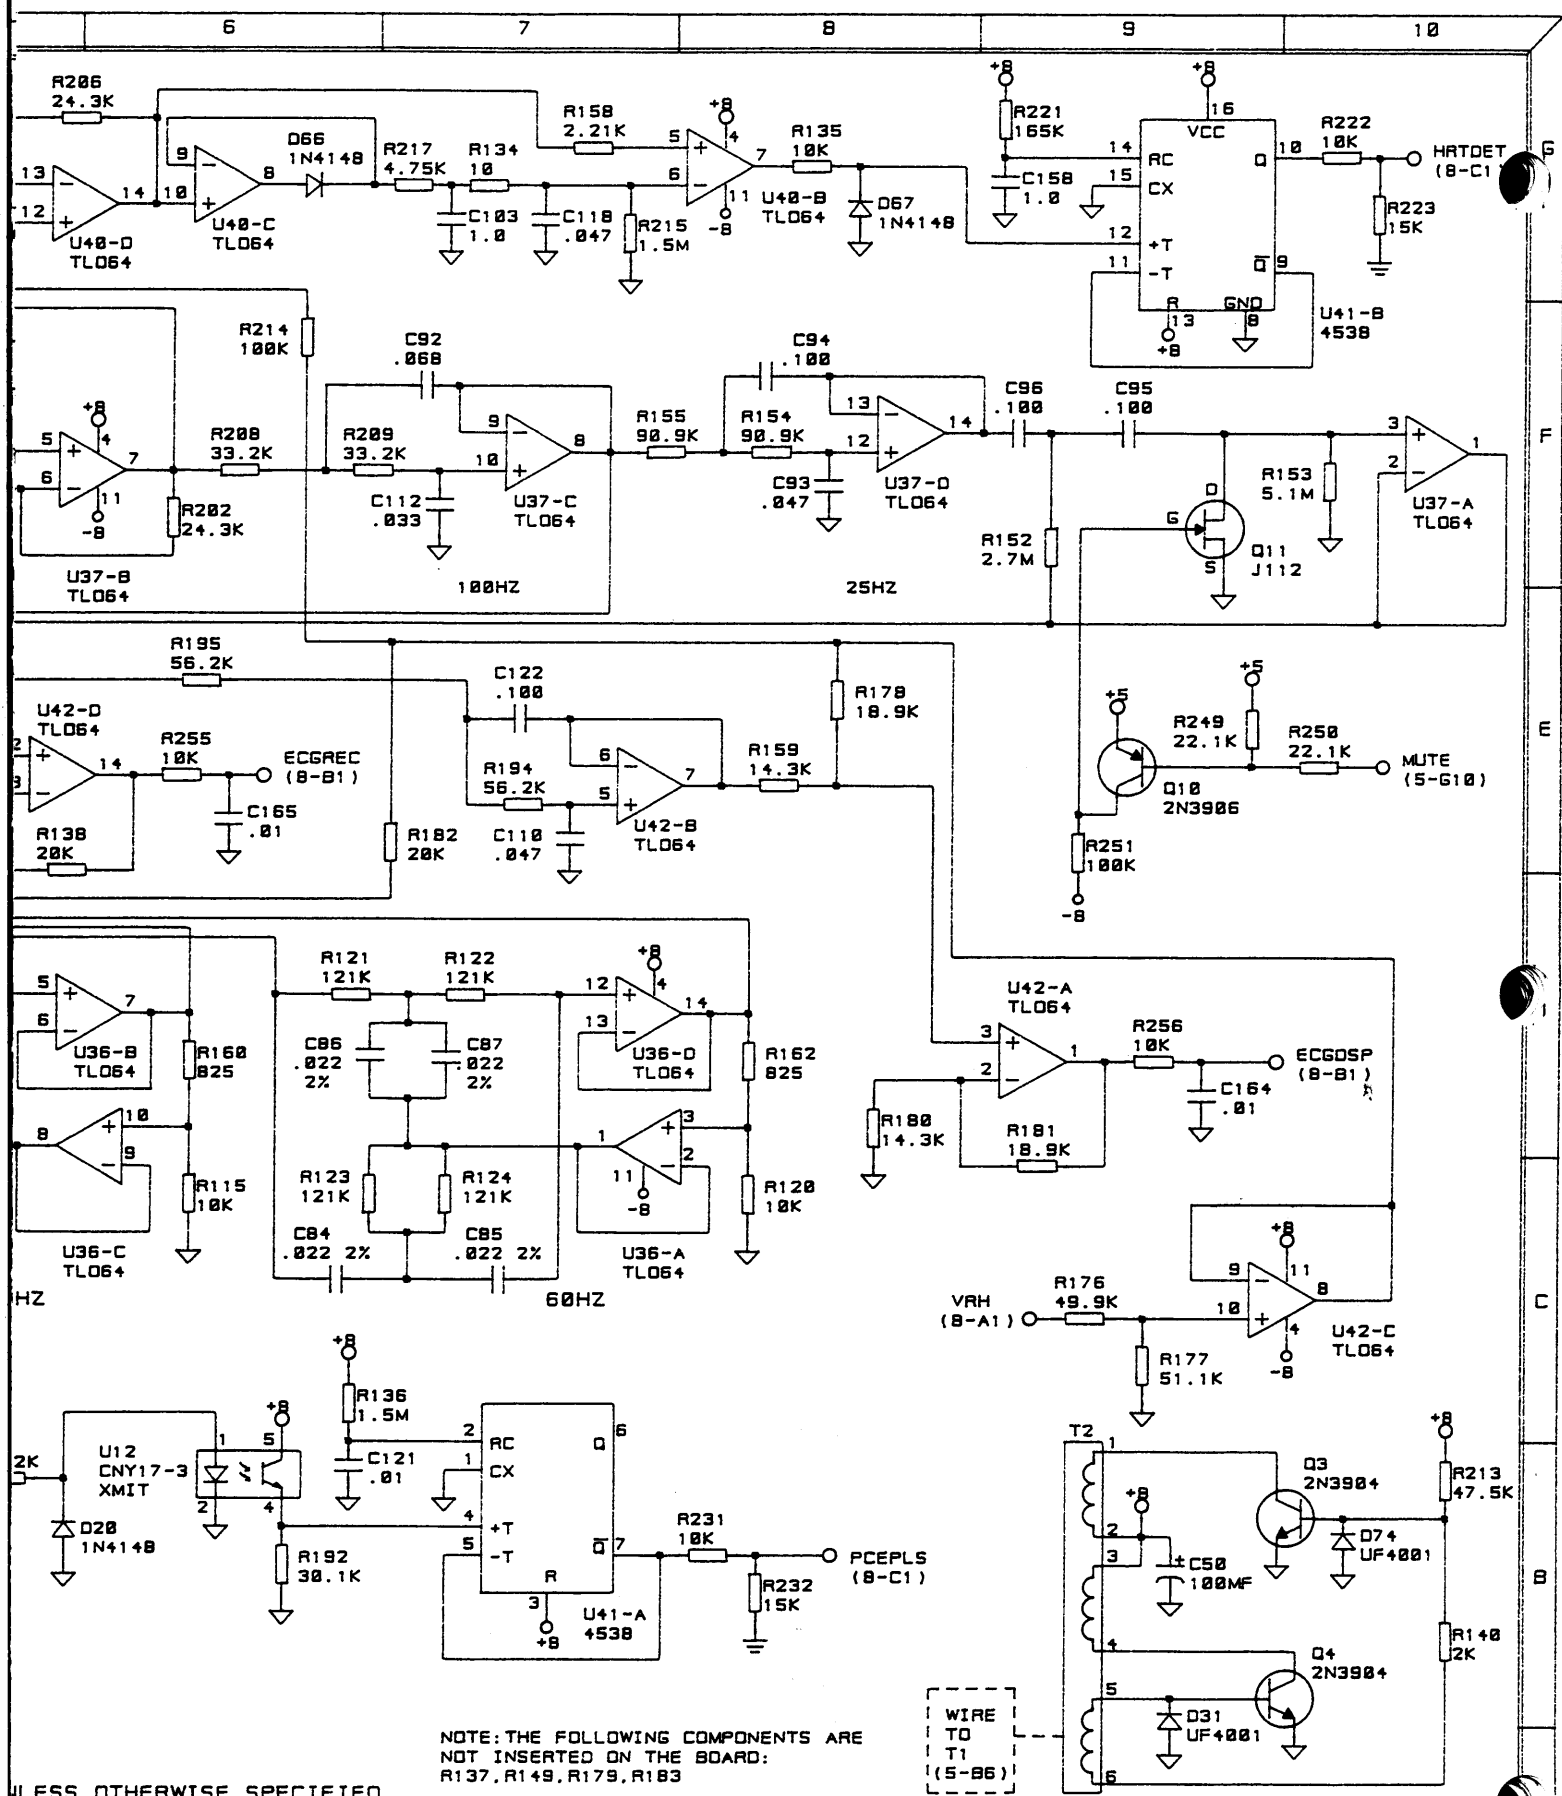 6 7 8 9 10
R206
24.3K
13
12
14
U40-D
TL064
9
10
8
U40-C
TL064
D66
1N4148
R217
4.75K
R134
10
C103
1.0
C118
.047
R215
1.5M
R158
2.21K
+8
5
6
4
11
-8
7
U40-B
TL064
R135
10K
D67
1N4148
+8
R221
165K
C158
1.0
+8
16
VCC
14
RC
15
CX
12
+T
11
-T
Q
10
Q
9
R
13
+8
GND
8
U41-B
4538
R222
10K
R223
15K
HRTDET
(8-C1
G
R214
100K
+8
5
6
4
11
-8
7
U37-B
TL064
R208
33.2K
R202
24.3K
R209
33.2K
C92
.068
C112
.033
9
10
8
U37-C
TL064
100HZ
R155
90.9K
R154
90.9K
C94
.100
C93
.047
13
12
14
U37-D
TL064
25HZ
C96
.100
C95
.100
R152
2.7M
D
G
S
Q11
J112
R153
5.1M
3
2
1
U37-A
TL064
F
R195
56.2K
U42-D
TL064
14
R255
10K
ECGREC
(8-B1)
C165
.01
R138
20K
R182
20K
C122
.100
R194
56.2K
C110
.047
6
5
7
U42-B
TL064
R159
14.3K
R178
18.9K
+5
Q10
2N3906
R251
100K
-8
+5
R249
22.1K
R250
22.1K
MUTE
(5-G10)
E
5
6
7
U36-B
TL064
R160
825
10
9
8
U36-C
TL064
R115
10K
HZ
R121
121K
R122
121K
C86
.022
2%
C87
.022
2%
R123
121K
R124
121K
C84
.022 2%
C85
.022 2%
60HZ
+8
12
13
4
14
U36-D
TL064
R162
825
3
2
1
11
-8
U36-A
TL064
R120
10K
U42-A
TL064
3
2
1
R180
14.3K
R181
18.9K
R256
10K
C164
.01
ECGDSP
(8-B1)
VRH
(8-A1)
R176
49.9K
R177
51.1K
+8
9
10
11
4
8
-8
U42-C
TL064
C
2K
D20
1N4148
U12
CNY17-3
XMIT
1
2
5
4
+8
R192
30.1K
+8
R136
1.5M
C121
.01
2
RC
1
CX
4
+T
5
-T
Q
6
Q
7
R
3
+8
U41-A
4538
R231
10K
R232
15K
PCEPLS
(8-C1)
T2
1
2
3
4
5
6
+8
C50
100MF
Q3
2N3904
D74
UF4001
+8
R213
47.5K
R140
2K
Q4
2N3904
D31
UF4001
B
WIRE
TO
T1
(5-B6)
NOTE:THE FOLLOWING COMPONENTS ARE
NOT INSERTED ON THE BOARD:
R137,R149,R179,R183
LESS OTHERWISE SPECIFIED